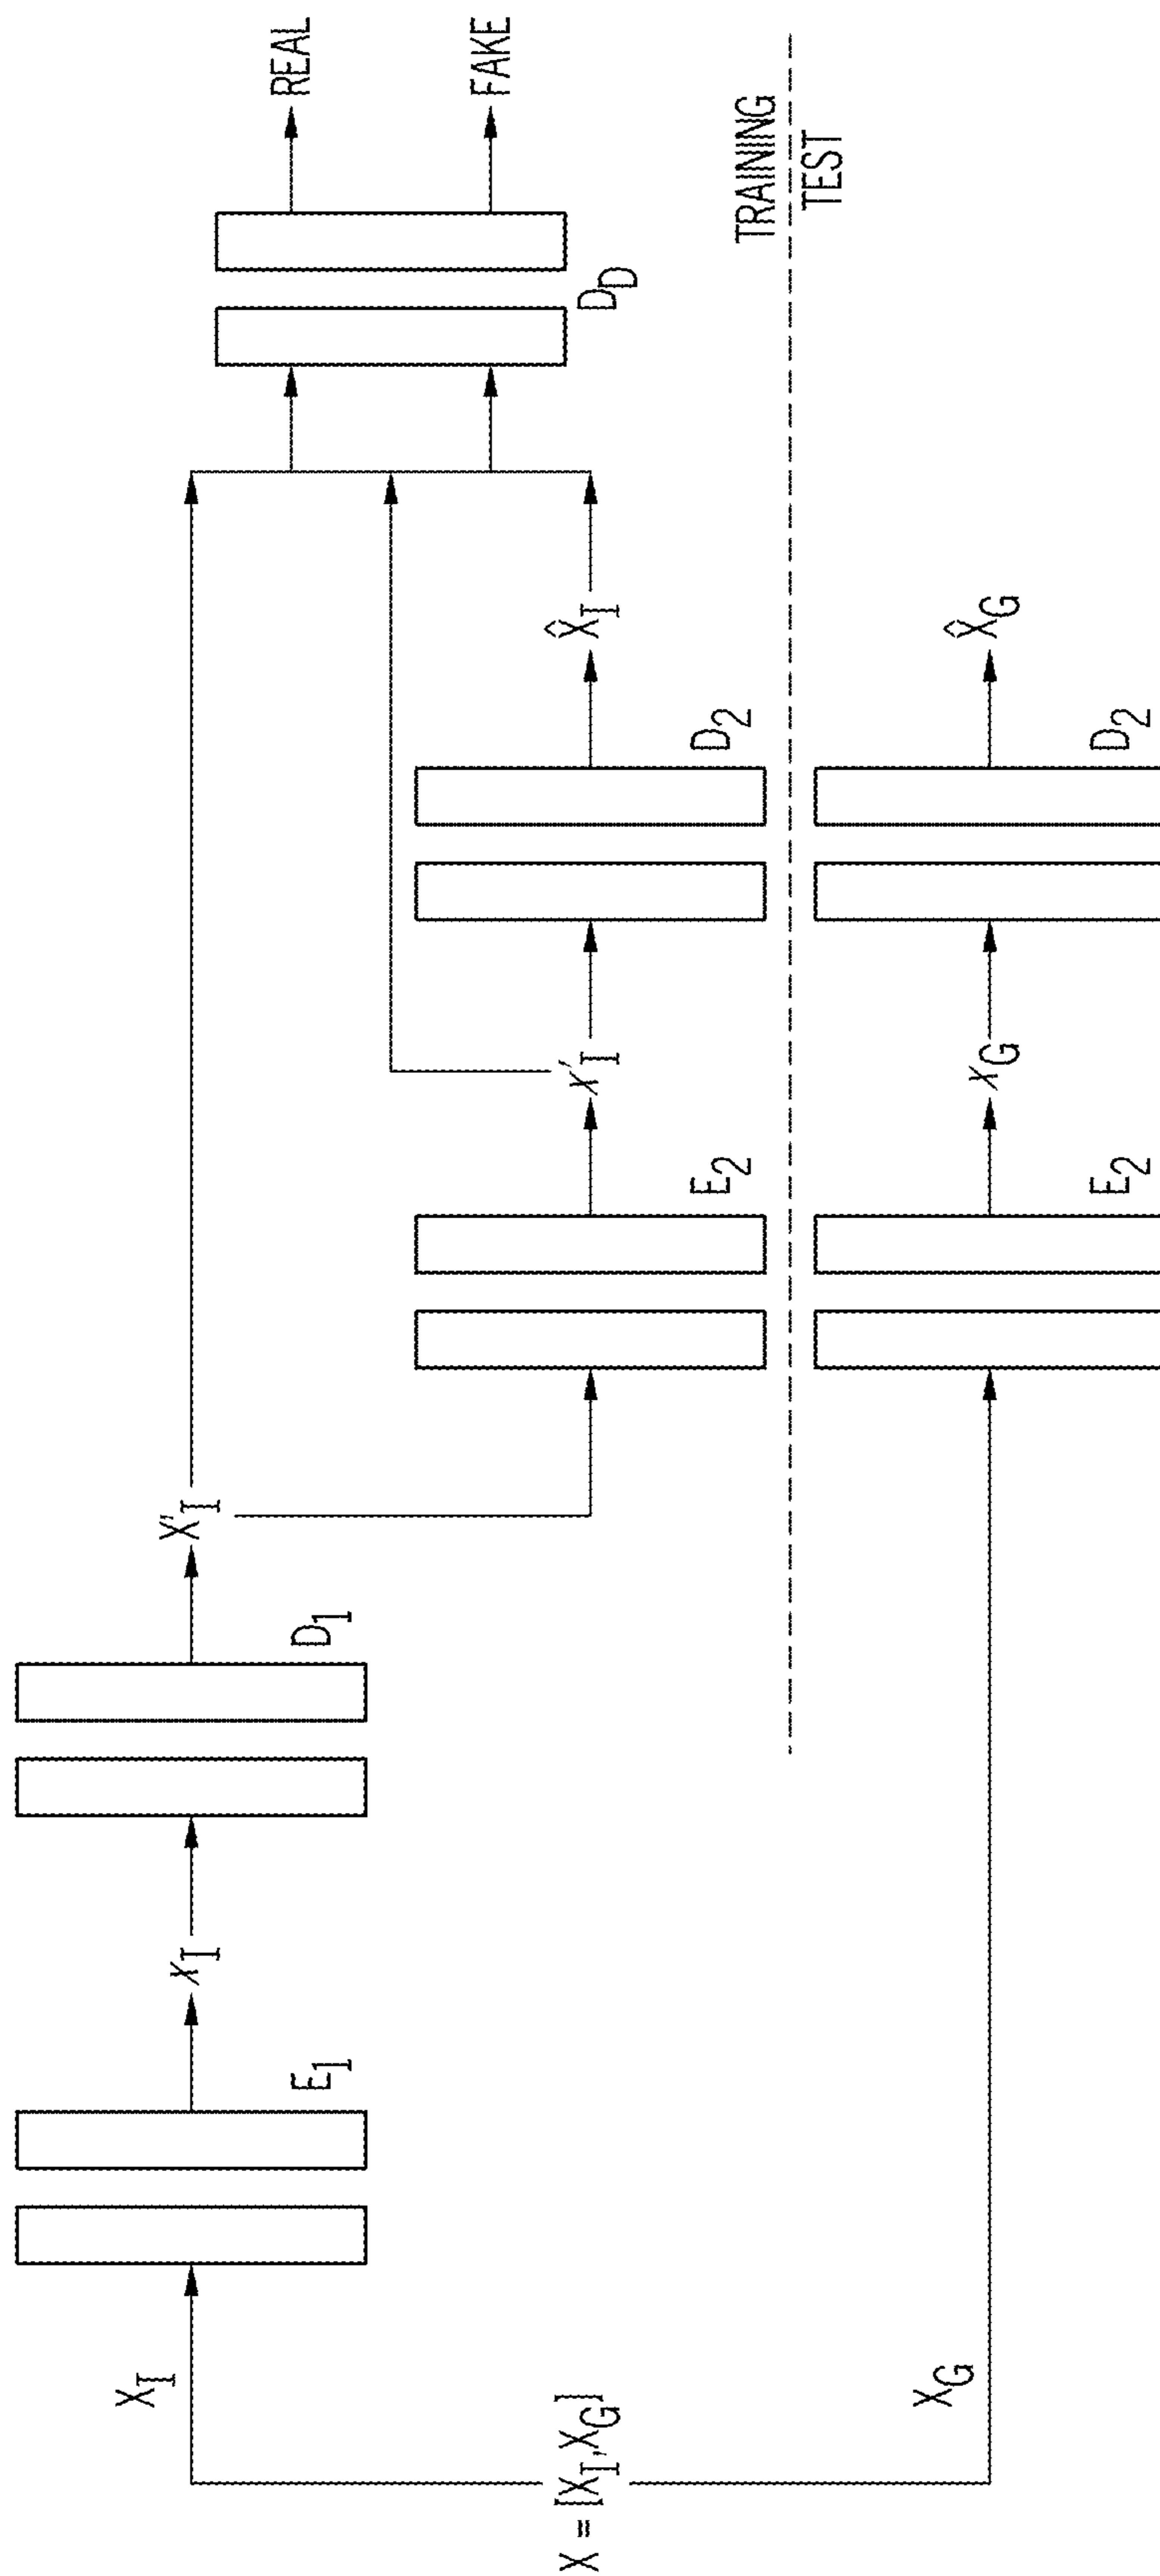 X = [X_I, X_G]
X_I
E_1
x_I
D_1
X'_I
E_2
x'_I
D_2
X̂_I
D_D
REAL
FAKE
TRAINING
TEST
X_G
E_2
x_G
D_2
X̂_G